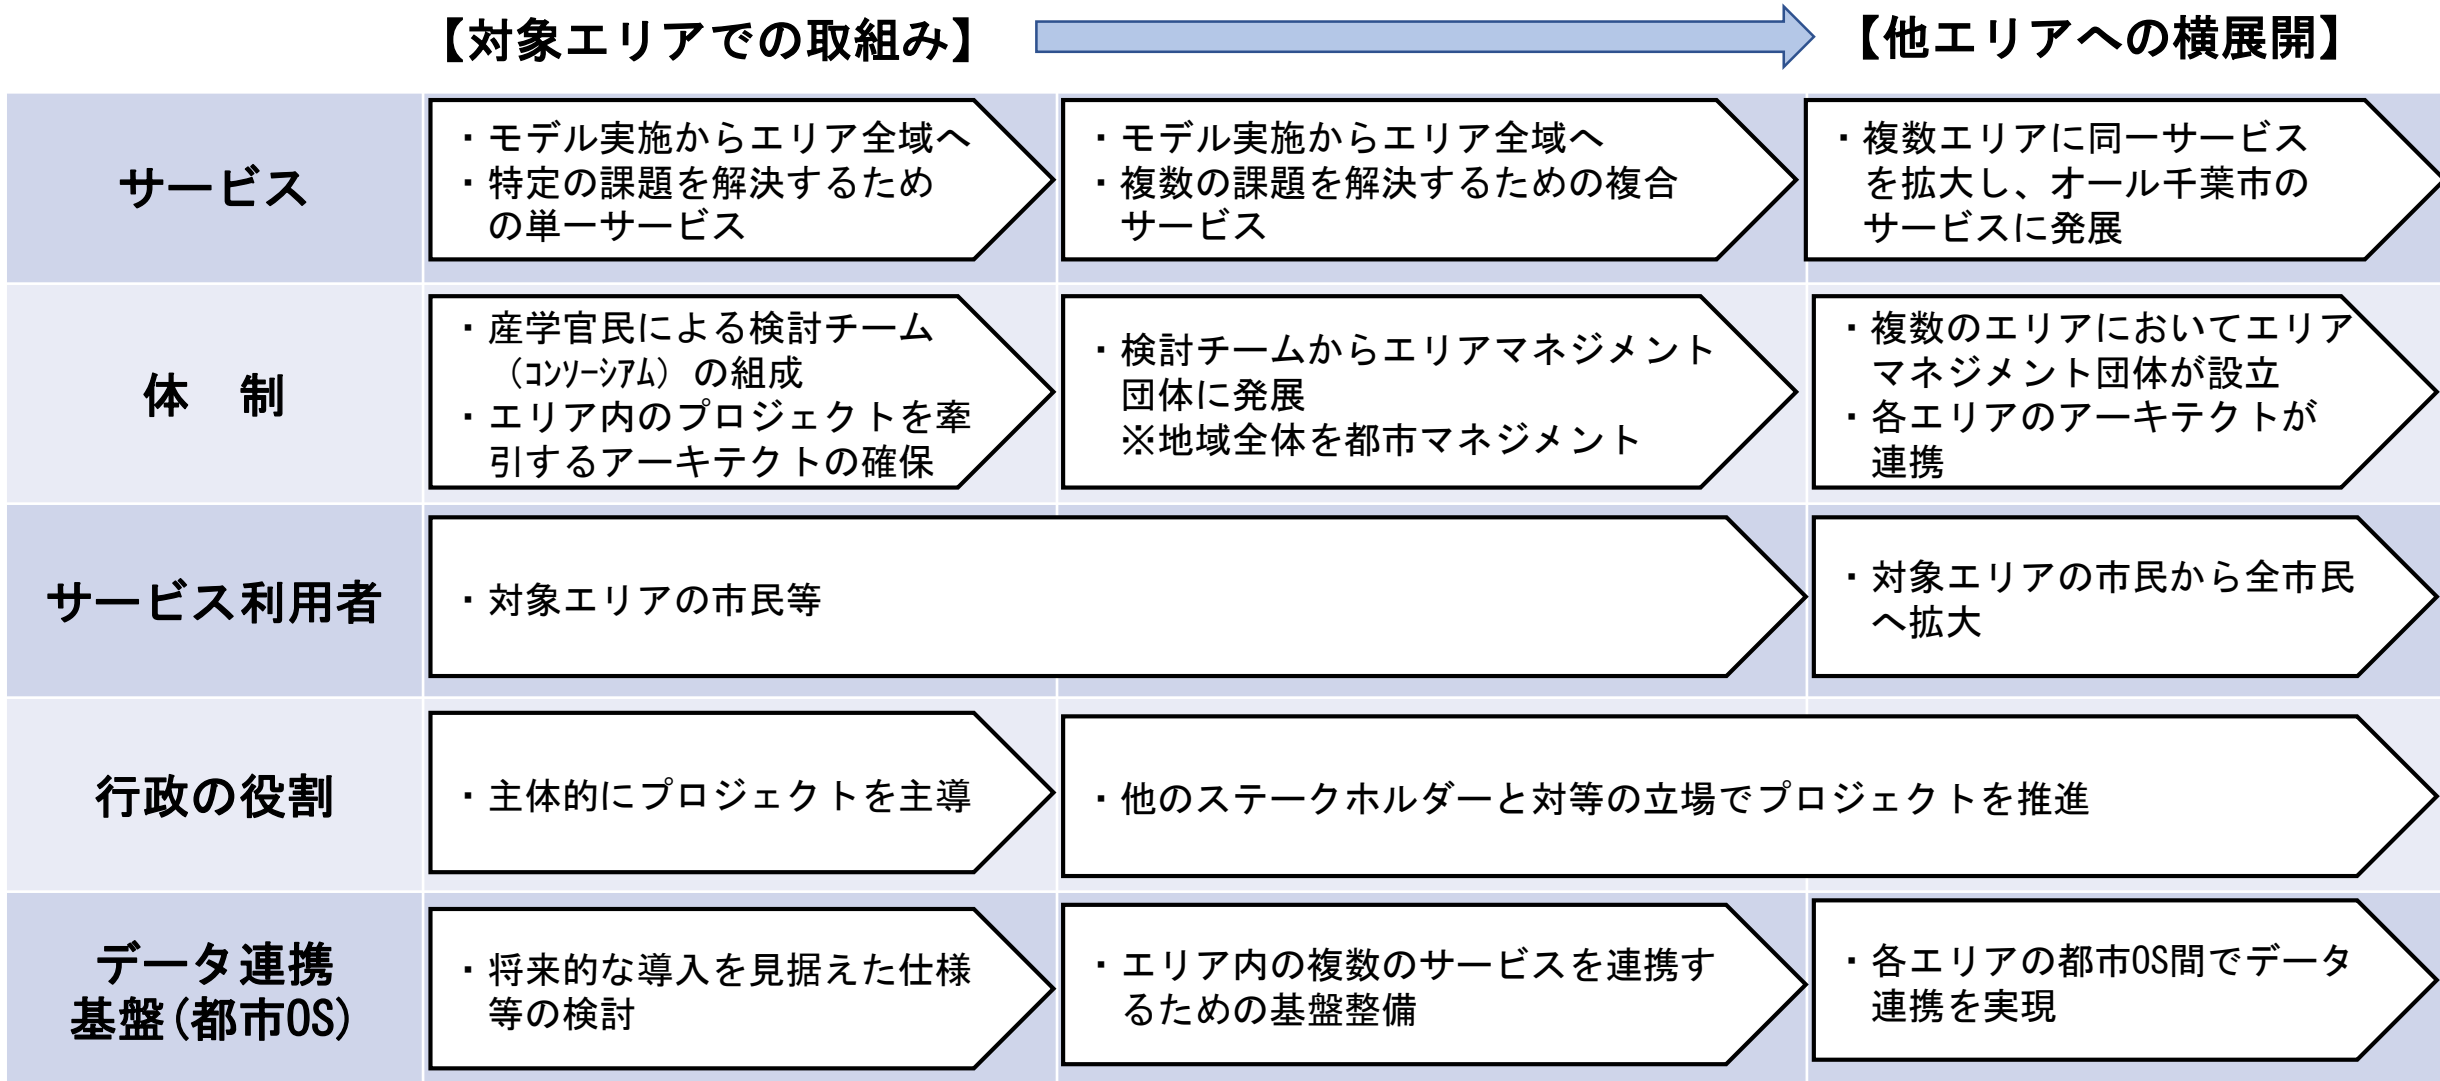 【対象エリアでの取組み】
【他エリアへの横展開】
サービス
・モデル実施からエリア全域へ
・特定の課題を解決するため
の単一サービス
・モデル実施からエリア全域へ
・複数の課題を解決するための複合
サービス
・複数エリアに同一サービス
を拡大し、オール千葉市の
サービスに発展
体　制
・産学官民による検討チーム
（ｺﾝｿｰｼｱﾑ）の組成
・エリア内のプロジェクトを牽
引するアーキテクトの確保
・検討チームからエリアマネジメント
団体に発展
※地域全体を都市マネジメント
・複数のエリアにおいてエリア
マネジメント団体が設立
・各エリアのアーキテクトが
連携
サービス利用者
・対象エリアの市民等
・対象エリアの市民から全市民
へ拡大
行政の役割
・主体的にプロジェクトを主導
・他のステークホルダーと対等の立場でプロジェクトを推進
データ連携
基盤(都市OS)
・将来的な導入を見据えた仕様
等の検討
・エリア内の複数のサービスを連携す
るための基盤整備
・各エリアの都市OS間でデータ
連携を実現